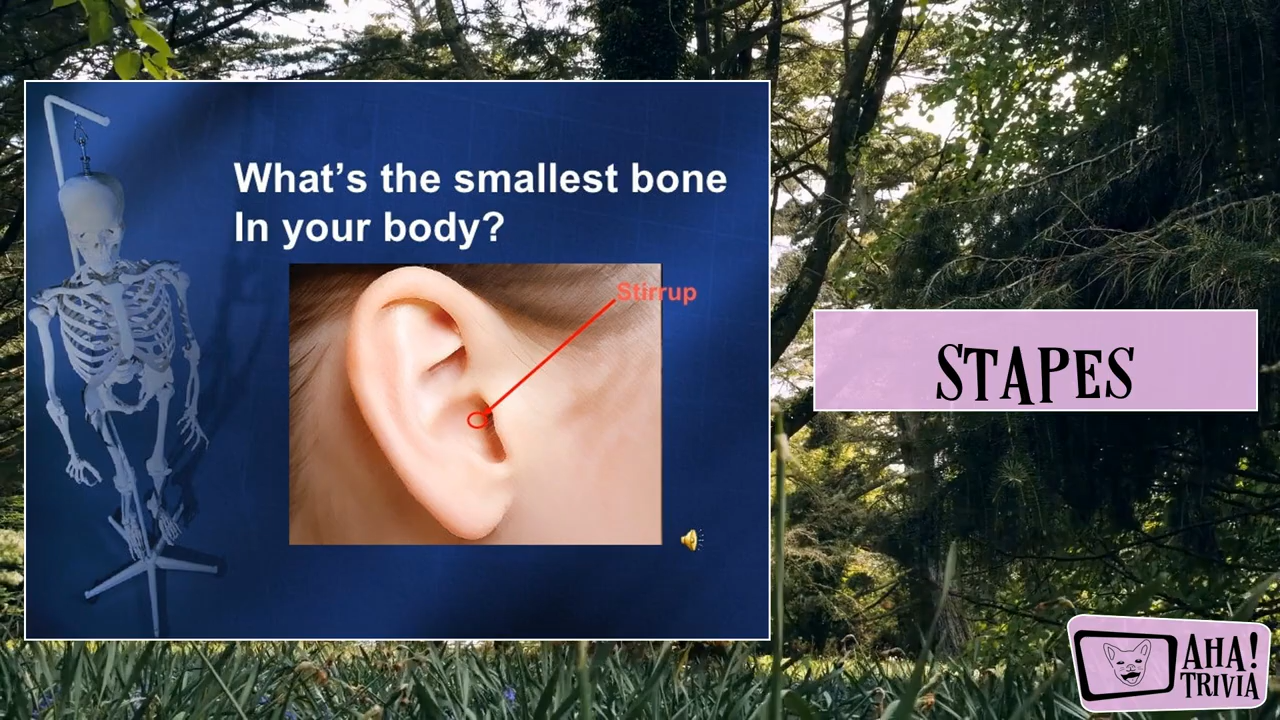 What’s the smallest bone
In your body?
Stirrup
STAPES
AHA!
TRIVIA